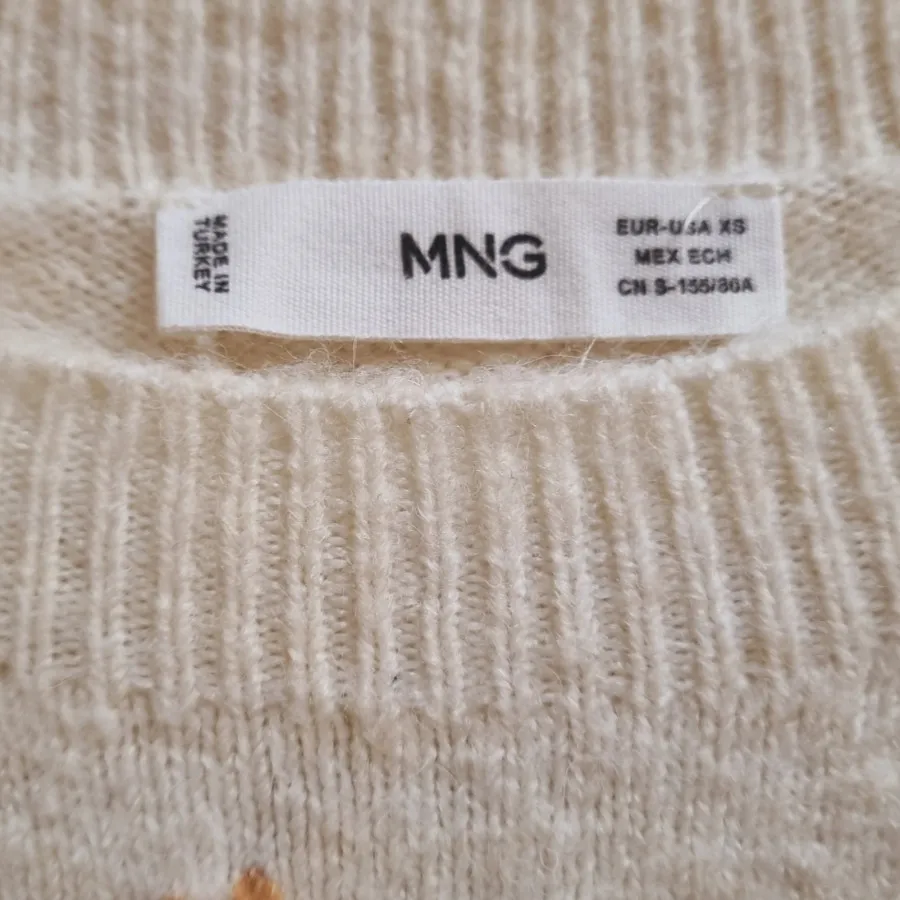 MADE IN
TURKEY
MNG
EUR-USA XS
MEX ECH
CN S-155/80A